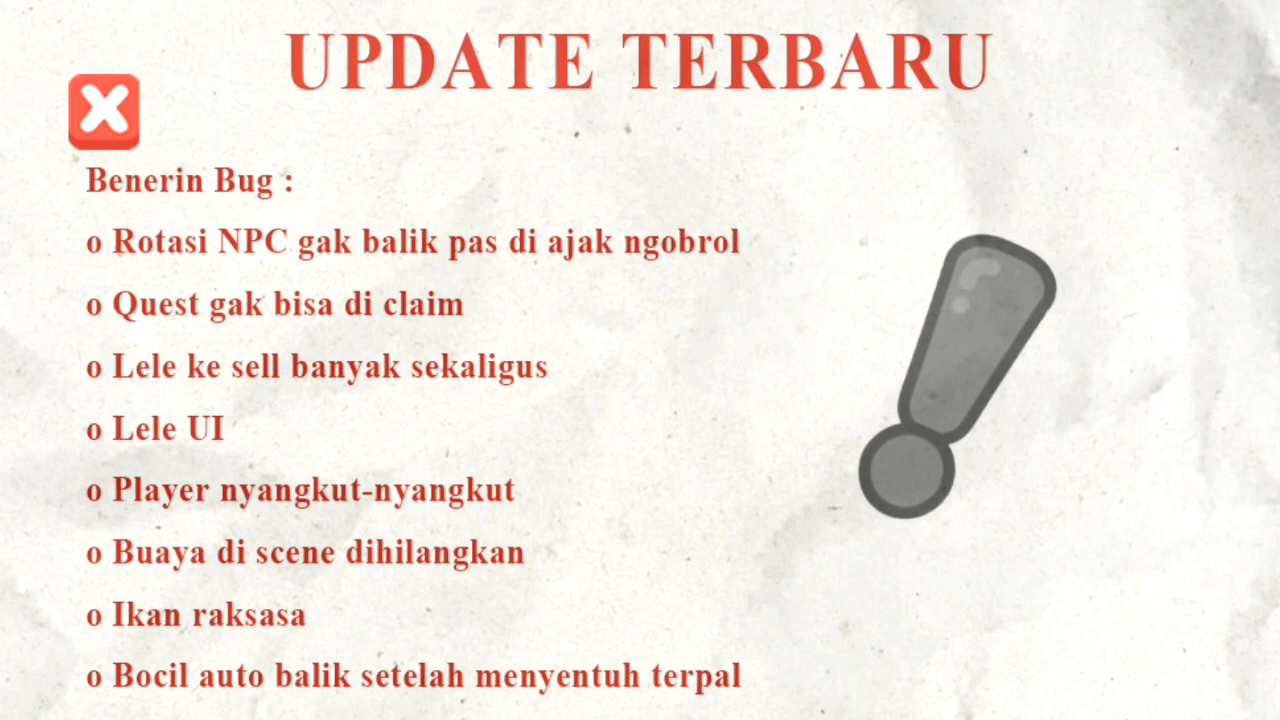 UPDATE TERBARU
Benerin Bug :
o Rotasi NPC gak balik pas di ajak ngobrol
o Quest gak bisa di claim
o Lele ke sell banyak sekaligus
o Lele UI
o Player nyangkut-nyangkut
o Buaya di scene dihilangkan
o Ikan raksasa
o Bocil auto balik setelah menyentuh terpal